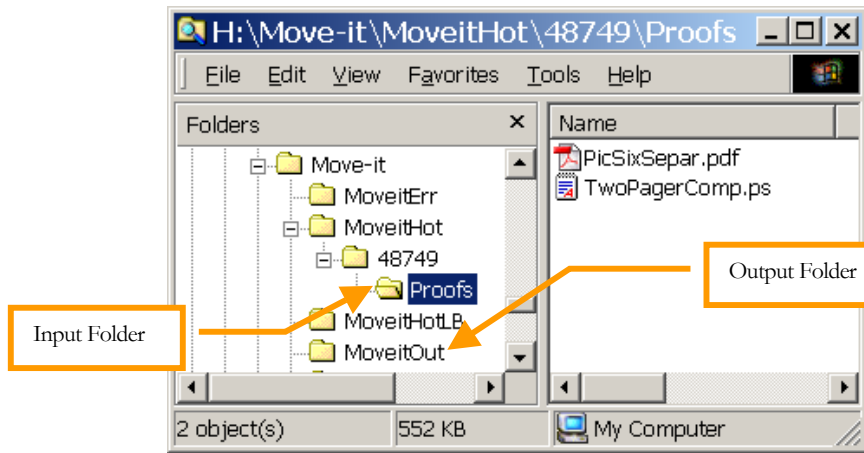 H:\Move-it\MoveitHot\48749\Proofs
File Edit View Favorites Tools Help
Folders
Name
Move-it
MoveitErr
MoveitHot
48749
Proofs
MoveitHotLB
MoveitOut
PicSixSepar.pdf
TwoPagerComp.ps
Input Folder
Output Folder
2 object(s) 552 KB My Computer